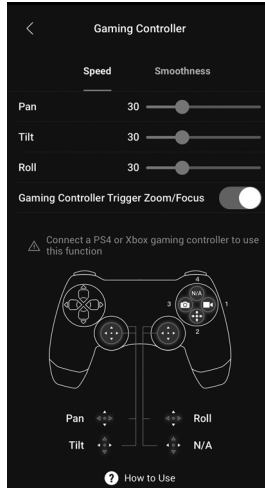 Gaming Controller
Speed Smoothness
Pan 30
Tilt 30
Roll 30
Gaming Controller Trigger Zoom/Focus
Connect a PS4 or Xbox gaming controller to use
this function
4
N/A
3 1
2
Pan Roll
Tilt N/A
? How to Use